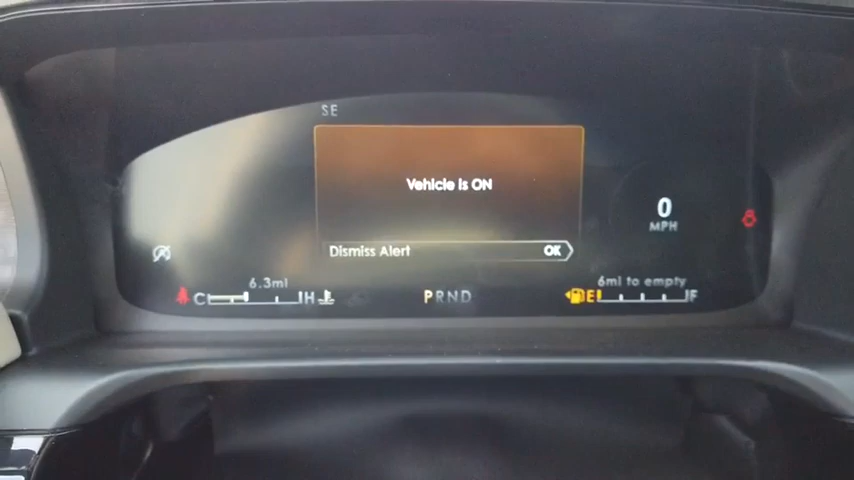 SE
Vehicle is ON
0
MPH
Dismiss Alert
OK
6.3mi
6mi to empty
C H
PRND
E F